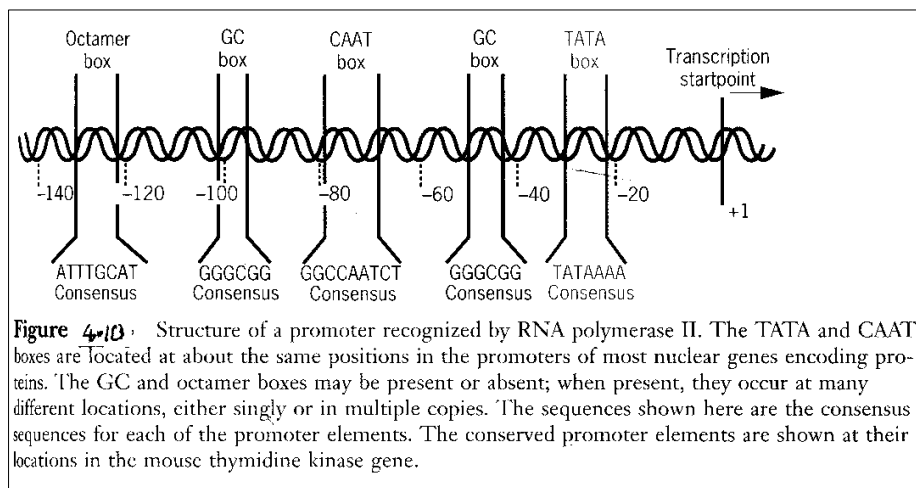 Octamer box
GC box
CAAT box
GC box
TATA box
Transcription startpoint
-140
-120
-100
-80
-60
-40
-20
+1
ATTTGCAT Consensus
GGGCGG Consensus
GGCCAATCT Consensus
GGGCGG Consensus
TATAAAA Consensus
Figure 4.10. Structure of a promoter recognized by RNA polymerase II. The TATA and CAAT
boxes are located at about the same positions in the promoters of most nuclear genes encoding pro-
teins. The GC and octamer boxes may be present or absent; when present, they occur at many
different locations, either singly or in multiple copies. The sequences shown here are the consensus
sequences for each of the promoter elements. The conserved promoter elements are shown at their
locations in the mouse thymidine kinase gene.